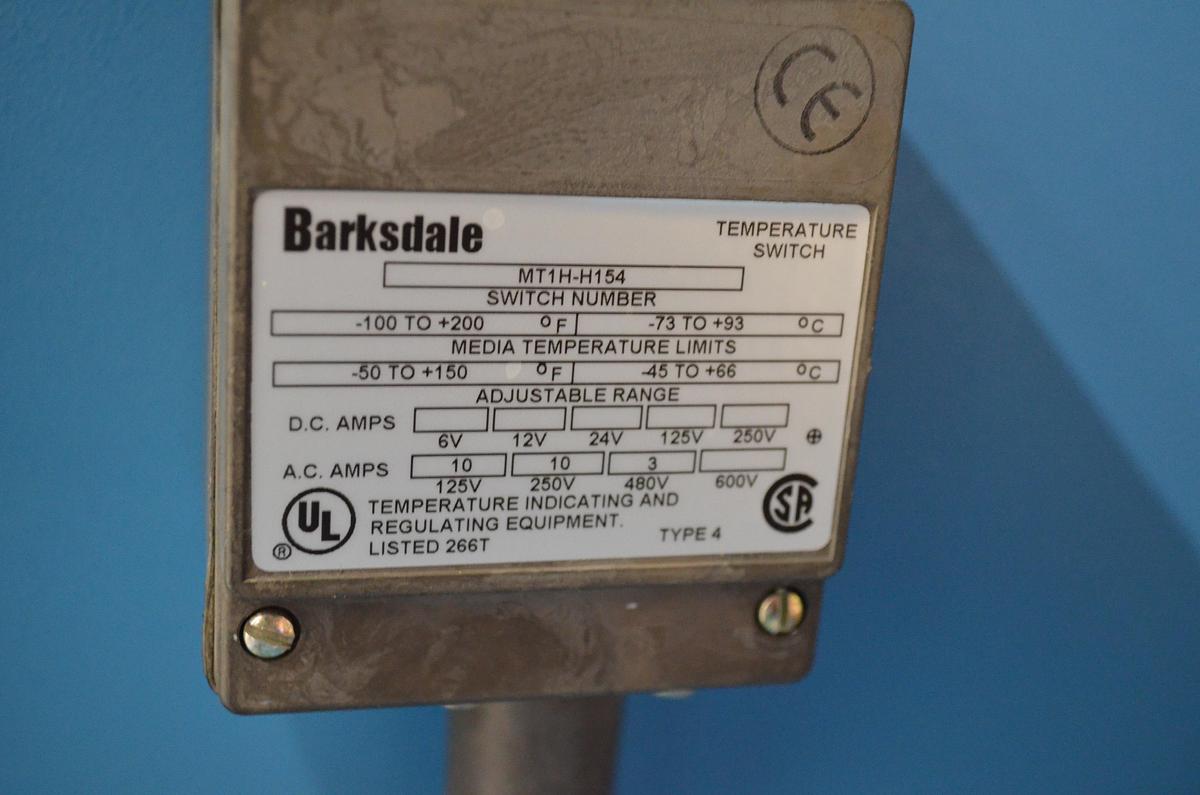 CE
Barksdale
TEMPERATURE
SWITCH
MT1H-H154
SWITCH NUMBER
-100 TO +200 °F -73 TO +93 °C
MEDIA TEMPERATURE LIMITS
-50 TO +150 °F -45 TO +66 °C
ADJUSTABLE RANGE
D.C. AMPS
6V 12V 24V 125V 250V
A.C. AMPS 10 10 3
125V 250V 480V 600V
UL ® TEMPERATURE INDICATING AND
REGULATING EQUIPMENT.
LISTED 266T
TYPE 4
SA